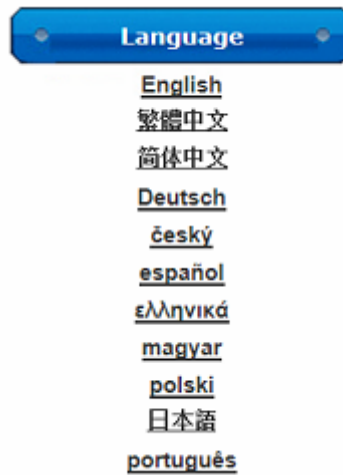 Language
English
繁體中文
简体中文
Deutsch
český
español
ελληνικά
magyar
polski
日本語
português